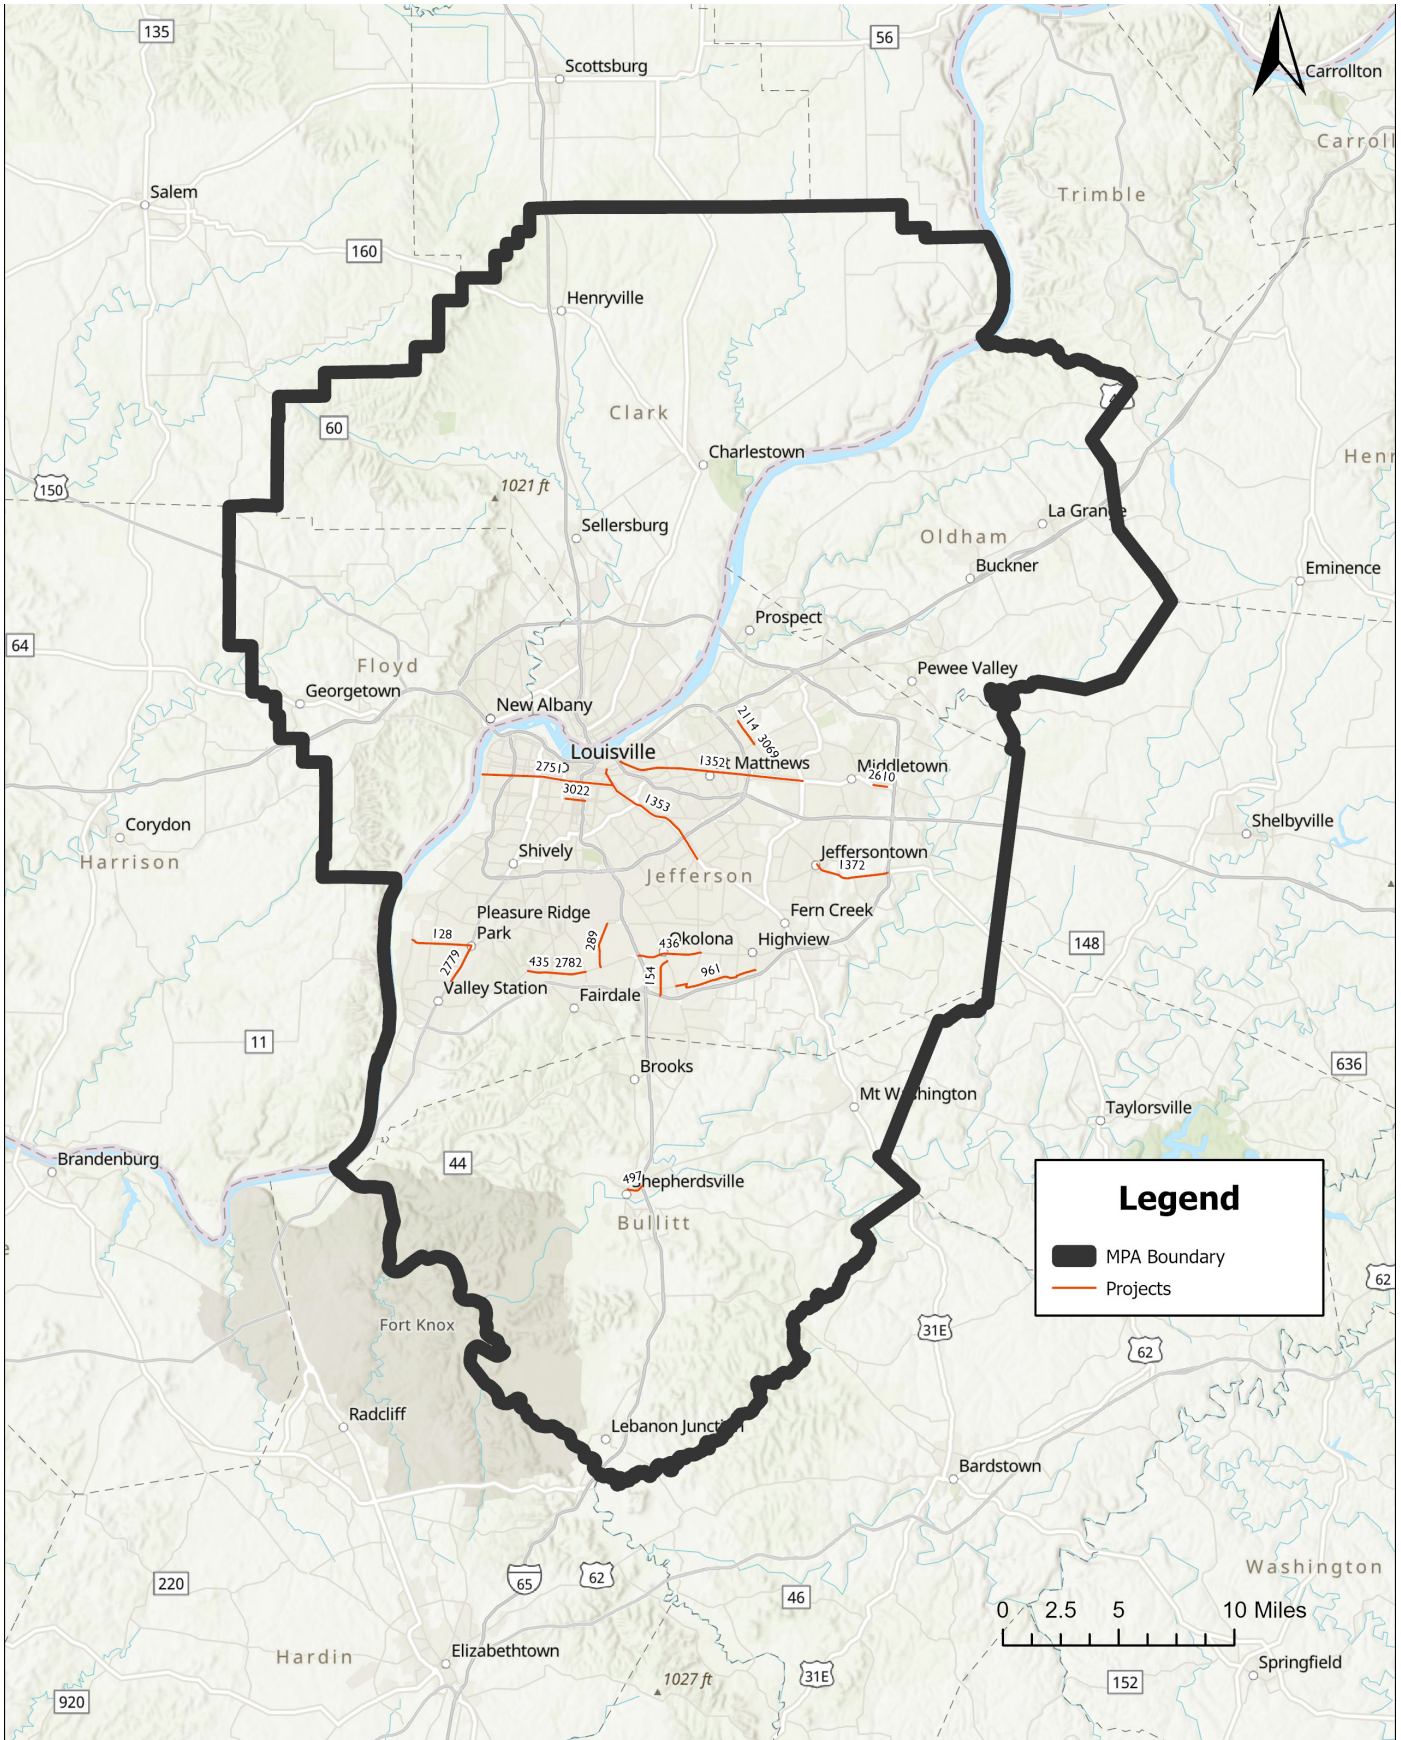 135
56
Scottsburg
Carrollton
Carroll
Salem
Trimble
160
Henryville
Clark
60
Charlestown
Henr
150
1021 ft
La Grange
Sellersburg
Oldham
Buckner
Eminence
Prospect
64
Floyd
Pewee Valley
Georgetown
New Albany
2114
3069
Louisville
2751
1352
t Matthews
Middletown
2610
3022
1353
Corydon
Shelbyville
Harrison
Shively
Jeffersontown
1372
Jefferson
Pleasure Ridge
Park
Fern Creek
128
289
436
Okolona
Highview
148
2779
435
2782
154
961
Valley Station
Fairdale
11
Brooks
636
Mt Washington
Taylorsville
Brandenburg
44
497
Shepherdsville
Legend
Bullitt
MPA Boundary
62
Projects
Fort Knox
31E
62
Radcliff
Lebanon Junction
Bardstown
Washington
65
62
220
46
0 2.5 5 10 Miles
Elizabethtown
Hardin
Springfield
1027 ft
31E
152
920